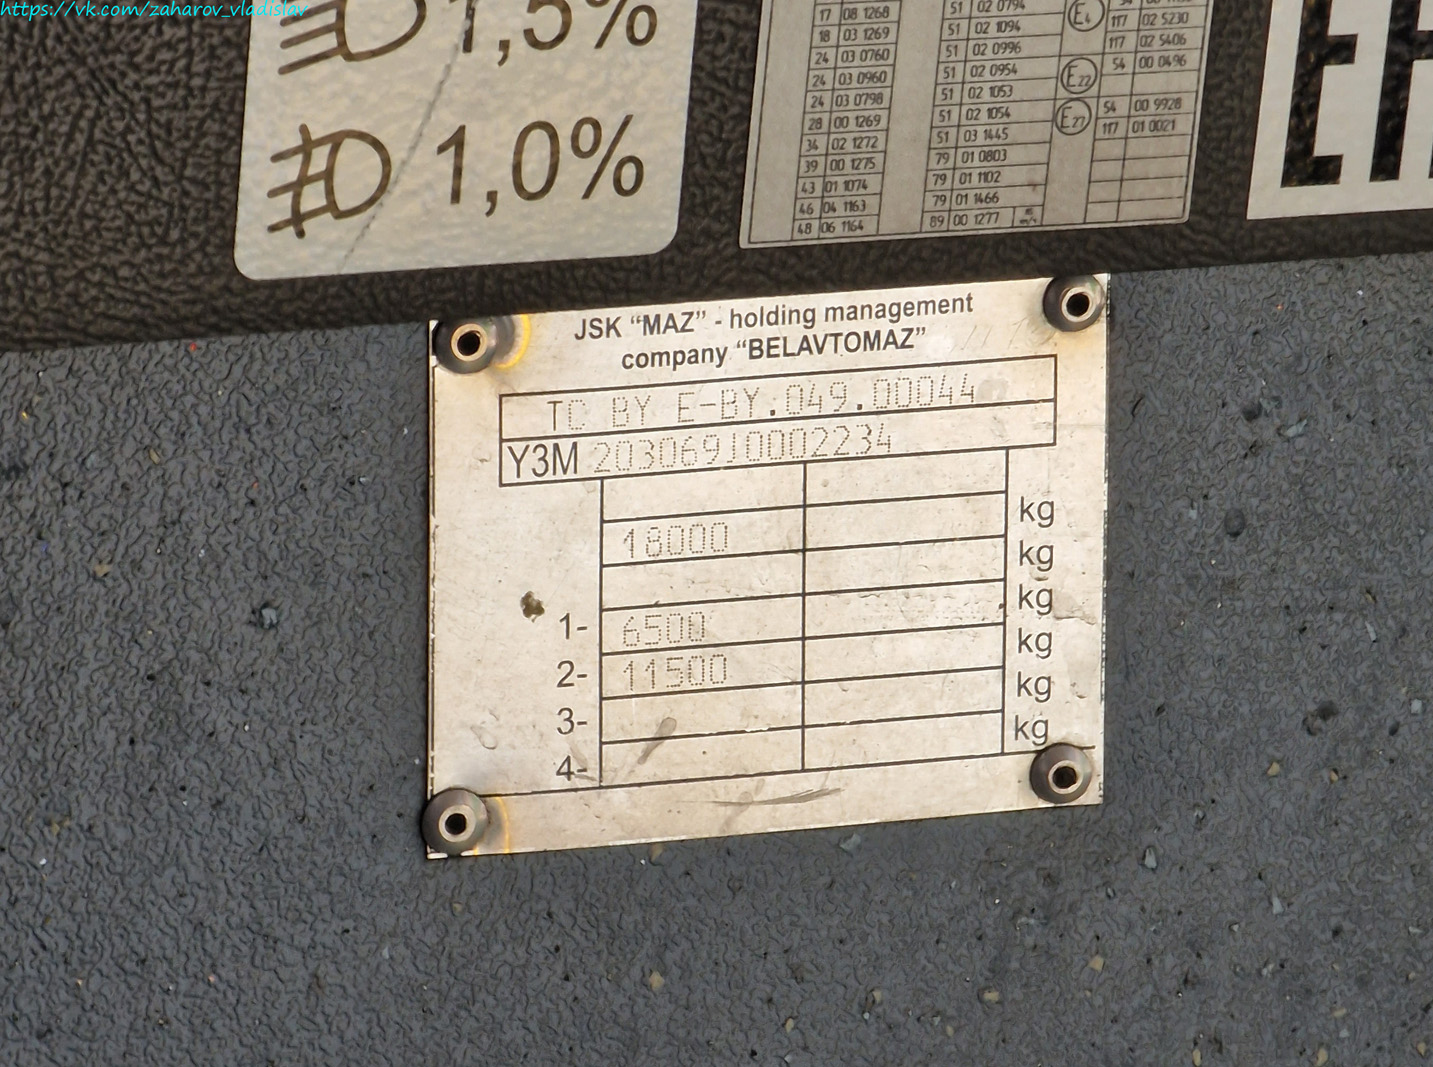 https://vk.com/zaharov_vladislav
1,5%
1,0%
17 08 1268
18 03 1269
24 03 0760
24 03 0960
24 03 0798
28 00 1269
34 02 1272
39 00 1275
43 01 1074
46 04 1163
48 06 1164
51 02 0794
51 02 1094
51 02 0996
51 02 0954
51 02 1053
51 02 1054
51 03 1445
79 01 0803
79 01 1102
79 01 1466
89 00 1277
E4
E22
E27
117 02 5230
117 02 5406
54 00 0496
54 00 9928
117 01 0021
JSK “MAZ” - holding management
company “BELAVTOMAZ”
TC BY E-BY.049.00044
Y3M 203069J0002234
kg
18000 kg
kg
1- 6500 kg
2- 11500 kg
3- kg
4-